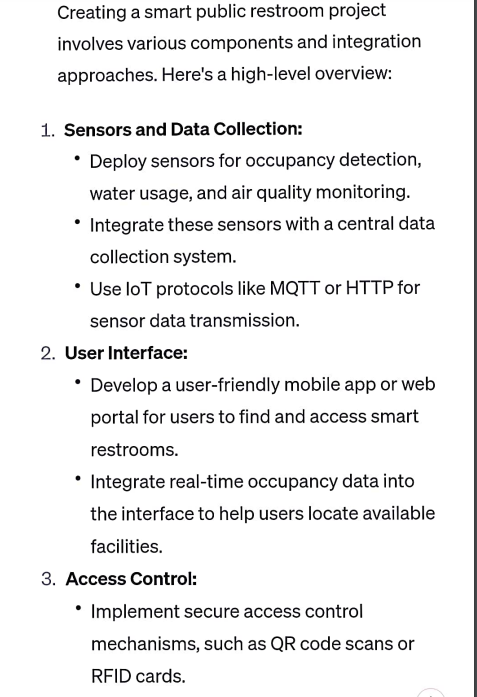 Creating a smart public restroom project
involves various components and integration
approaches. Here's a high-level overview:
1. Sensors and Data Collection:
• Deploy sensors for occupancy detection,
water usage, and air quality monitoring.
• Integrate these sensors with a central data
collection system.
• Use IoT protocols like MQTT or HTTP for
sensor data transmission.
2. User Interface:
• Develop a user-friendly mobile app or web
portal for users to find and access smart
restrooms.
• Integrate real-time occupancy data into
the interface to help users locate available
facilities.
3. Access Control:
• Implement secure access control
mechanisms, such as QR code scans or
RFID cards.